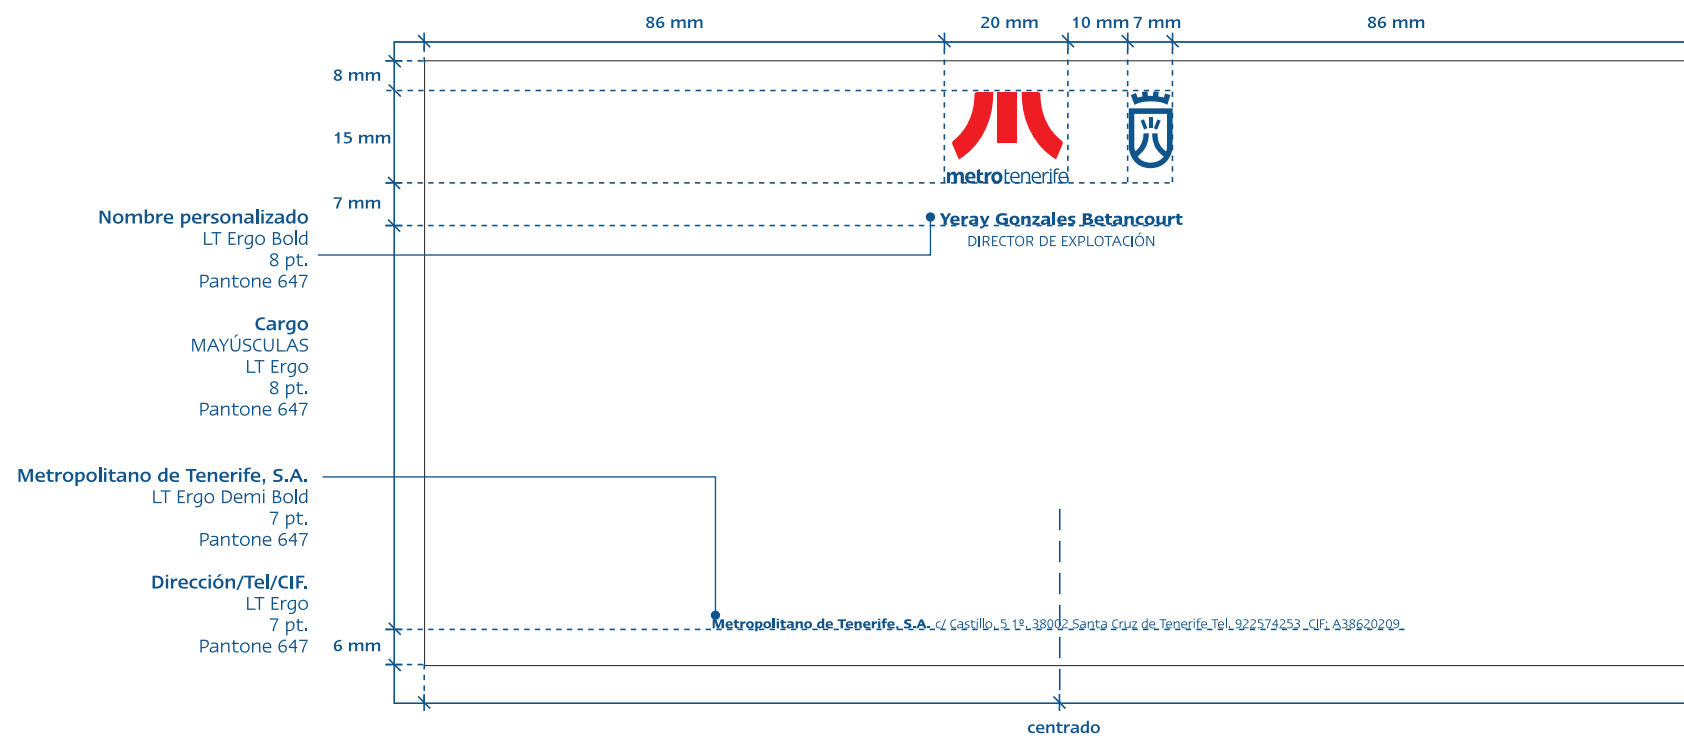 86 mm
20 mm
10 mm
7 mm
86 mm
8 mm
15 mm
metrotenerife
7 mm
Nombre personalizado
LT Ergo Bold
8 pt.
Pantone 647
Yeray Gonzales Betancourt
DIRECTOR DE EXPLOTACIÓN
Cargo
MAYÚSCULAS
LT Ergo
8 pt.
Pantone 647
Metropolitano de Tenerife, S.A.
LT Ergo Demi Bold
7 pt.
Pantone 647
Dirección/Tel/CIF.
LT Ergo
7 pt.
Pantone 647
Metropolitano de Tenerife, S.A. c/ Castillo, 5 1º. 38002 Santa Cruz de Tenerife Tel. 922574253 CIF: A38620209
6 mm
centrado